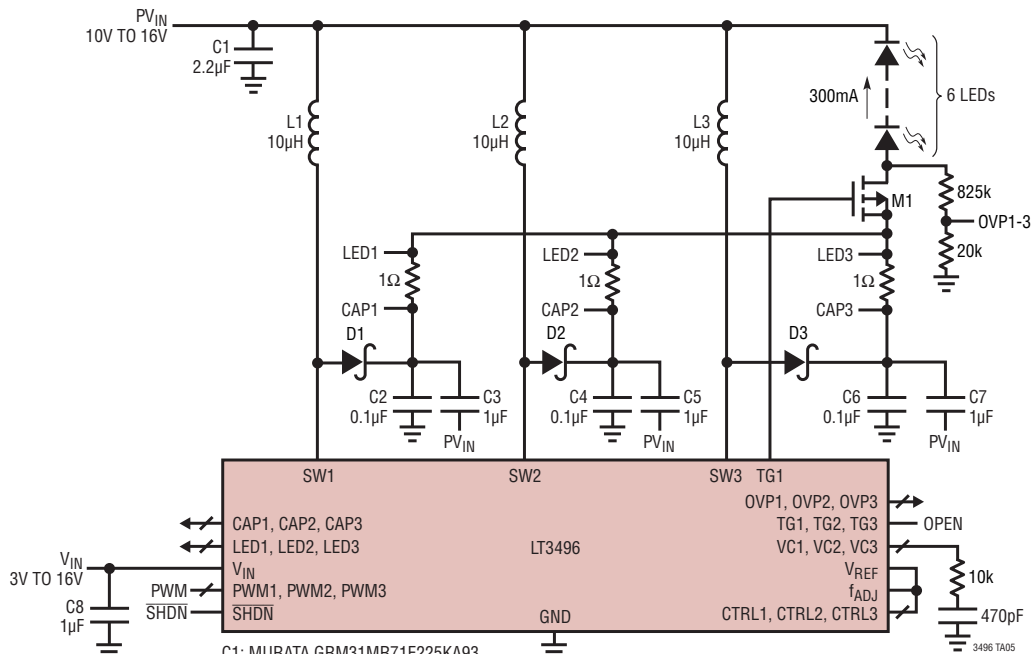 PVIN
10V TO 16V
C1
2.2µF
L1
10µH
L2
10µH
L3
10µH
300mA
6 LEDs
M1
825k
OVP1-3
20k
LED1
1Ω
CAP1
LED2
1Ω
CAP2
LED3
1Ω
CAP3
D1
D2
D3
C2
0.1µF
C3
1µF
PVIN
C4
0.1µF
C5
1µF
PVIN
C6
0.1µF
C7
1µF
PVIN
SW1
SW2
SW3
TG1
OVP1, OVP2, OVP3
CAP1, CAP2, CAP3
TG1, TG2, TG3
OPEN
LED1, LED2, LED3
LT3496
VC1, VC2, VC3
VIN
3V TO 16V
VIN
VREF
10k
PWM
PWM1, PWM2, PWM3
fADJ
C8
1µF
SHDN
SHDN
GND
CTRL1, CTRL2, CTRL3
470pF
3496 TA05